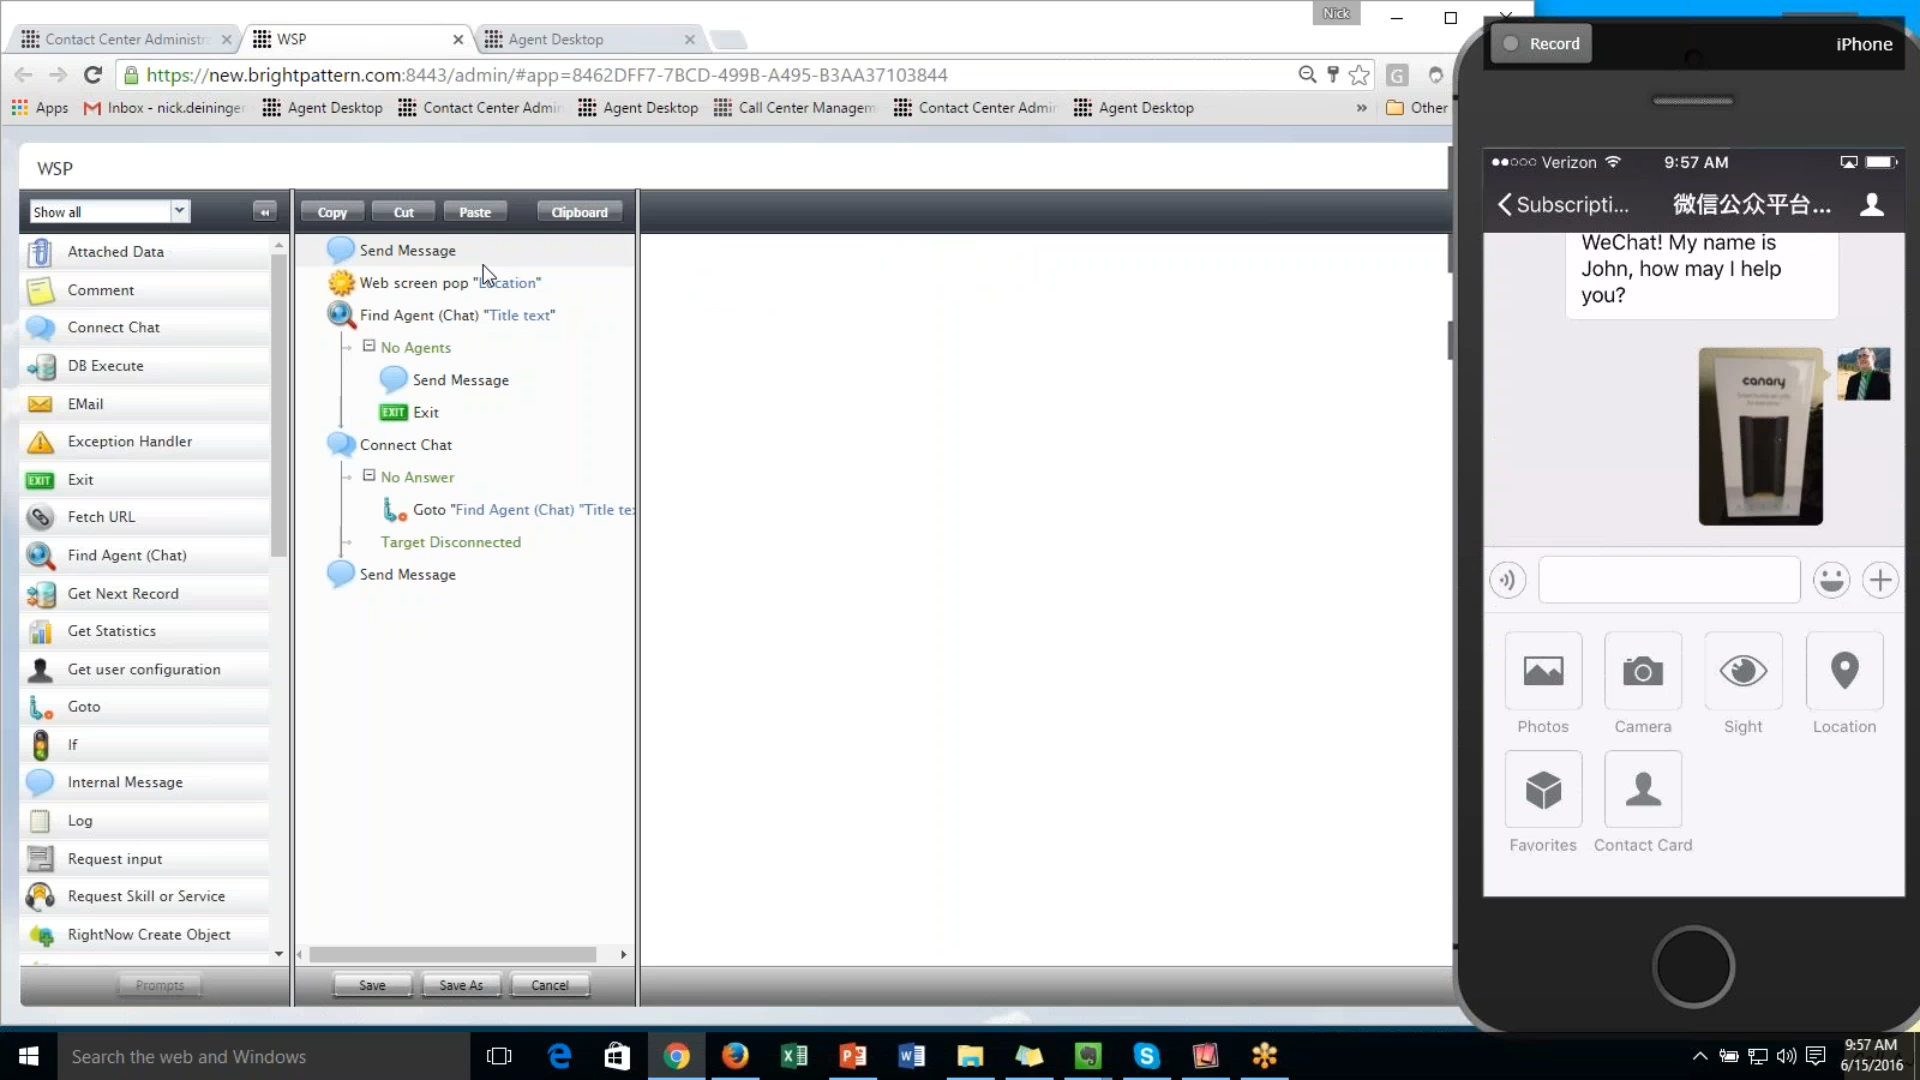 Nick
Contact Center Administr
WSP
Agent Desktop
https://new.brightpattern.com:8443/admin/#app=8462DFF7-7BCD-499B-A495-B3AA37103844
Apps
Inbox - nick.deininger
Agent Desktop
Contact Center Admin
Agent Desktop
Call Center Managem
Contact Center Admin
Agent Desktop
»
Other
WSP
Show all
Copy
Cut
Paste
Clipboard
Attached Data
Comment
Connect Chat
DB Execute
EMail
Exception Handler
EXIT Exit
Fetch URL
Find Agent (Chat)
Get Next Record
Get Statistics
Get user configuration
Goto
If
Internal Message
Log
Request input
Request Skill or Service
RightNow Create Object
Prompts
Send Message
Web screen pop "Location"
Find Agent (Chat) "Title text"
No Agents
Send Message
EXIT Exit
Connect Chat
No Answer
Goto "Find Agent (Chat) "Title te
Target Disconnected
Send Message
Save
Save As
Cancel
Record
iPhone
Verizon
9:57 AM
Subscripti...
微信公众平台...
WeChat! My name is
John, how may I help
you?
canary
Photos
Camera
Sight
Location
Favorites
Contact Card
Search the web and Windows
9:57 AM
6/15/2016